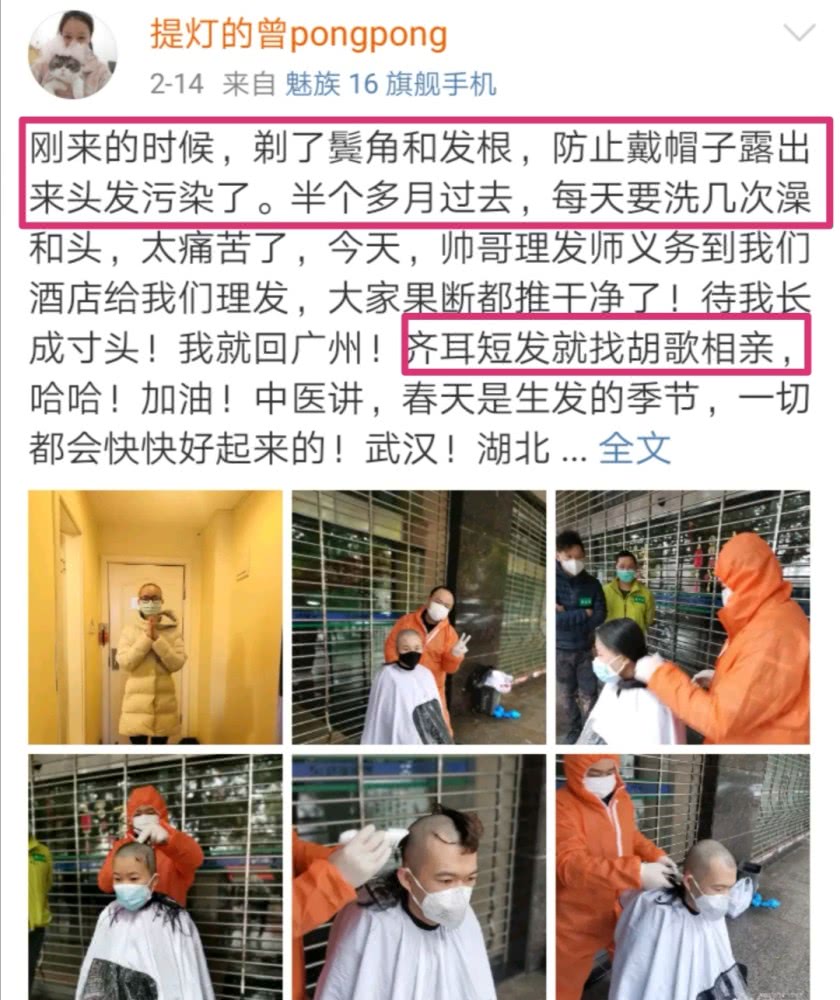 提灯的曾pongpong
2-14 来自 魅族 16 旗舰手机
刚来的时候，剃了鬓角和发根，防止戴帽子露出
来头发污染了。半个多月过去，每天要洗几次澡
和头，太痛苦了，今天，帅哥理发师义务到我们
酒店给我们理发，大家果断都推干净了！待我长
成寸头！我就回广州！齐耳短发就找胡歌相亲，
哈哈！加油！中医讲，春天是生发的季节，一切
都会快快好起来的！武汉！湖北 ... 全文